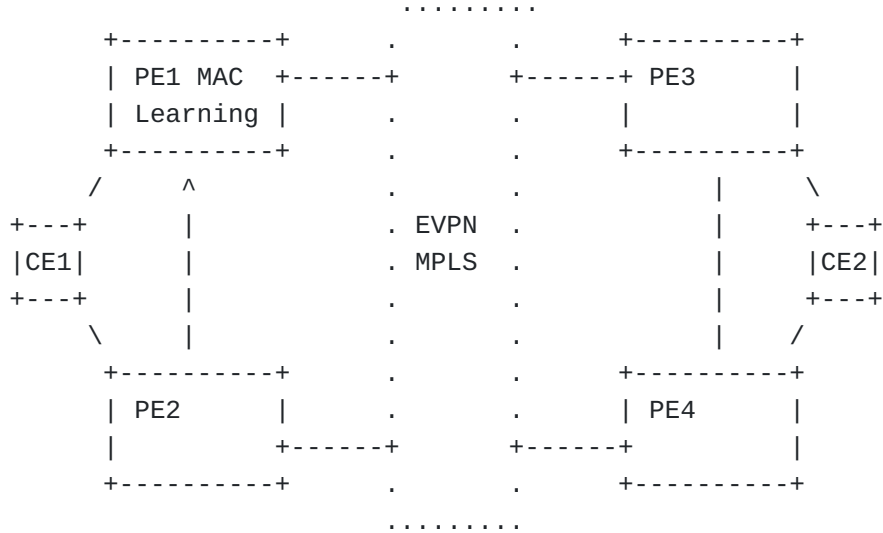 PE1 MAC
Learning
PE3
EVPN
MPLS
CE1
CE2
PE2
PE4